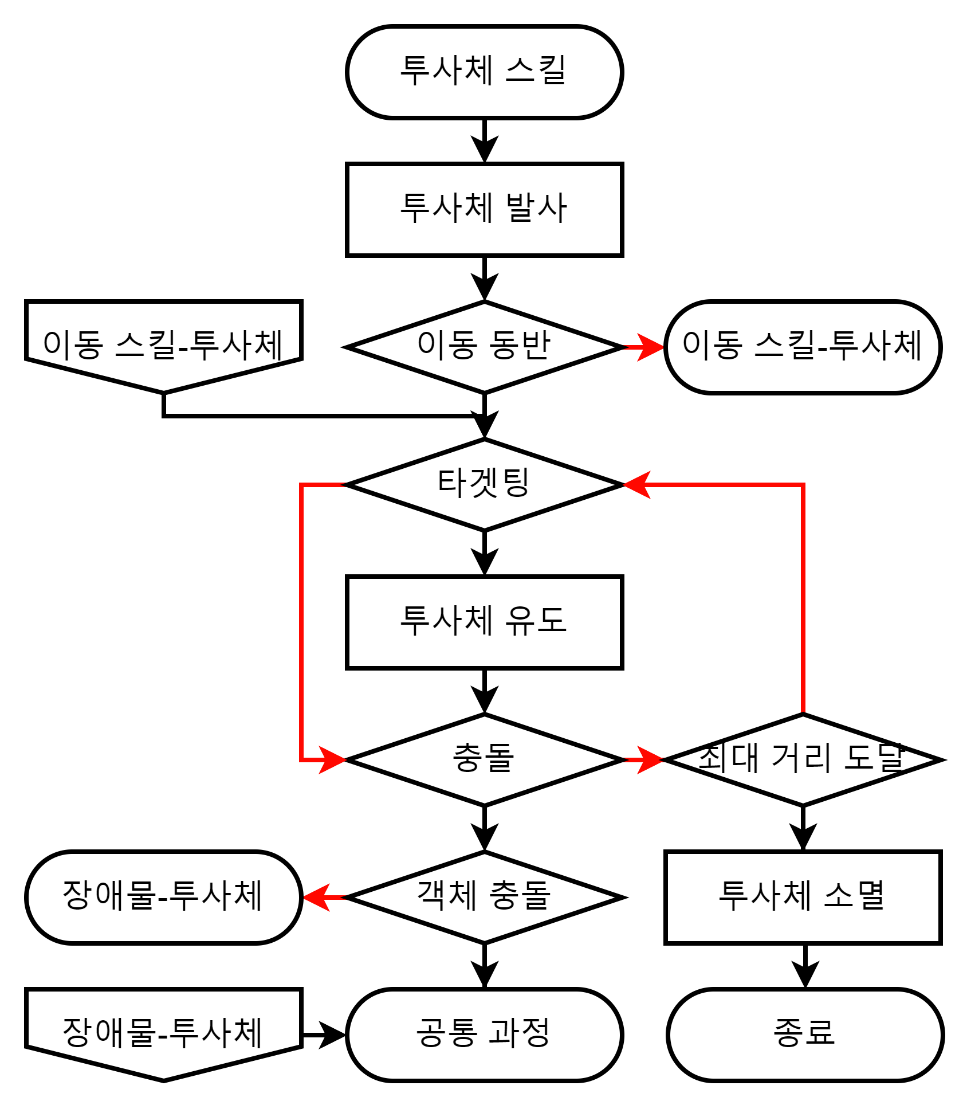 투사체 스킬
투사체 발사
이동 스킬-투사체
이동 동반
이동 스킬-투사체
타겟팅
투사체 유도
충돌
최대 거리 도달
장애물-투사체
객체 충돌
투사체 소멸
장애물-투사체
공통 과정
종료